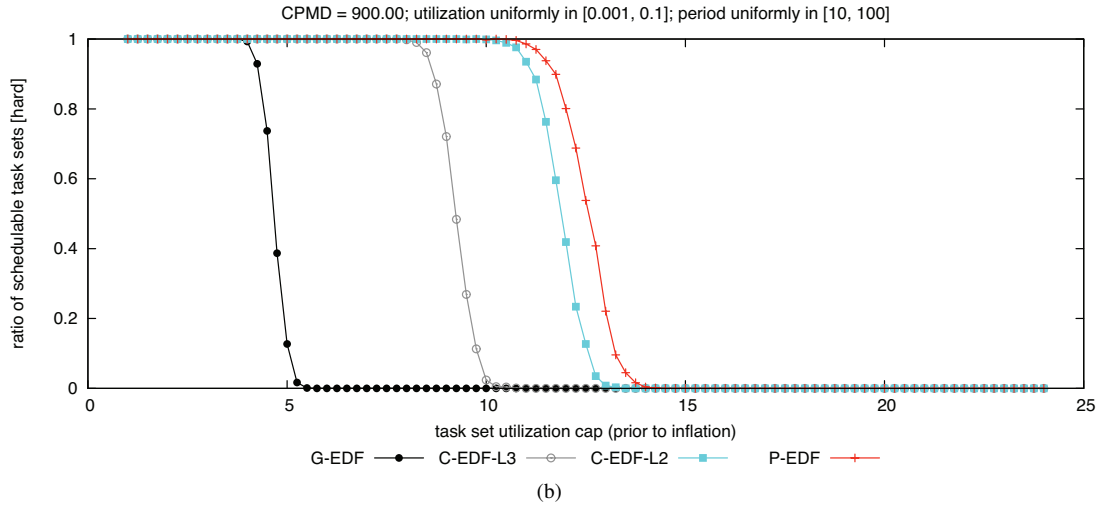 CPMD = 900.00; utilization uniformly in [0.001, 0.1]; period uniformly in [10, 100]
ratio of schedulable task sets [hard]
1
0.8
0.6
0.4
0.2
0
0 5 10 15 20 25
task set utilization cap (prior to inflation)
G-EDF C-EDF-L3 C-EDF-L2 P-EDF
(b)